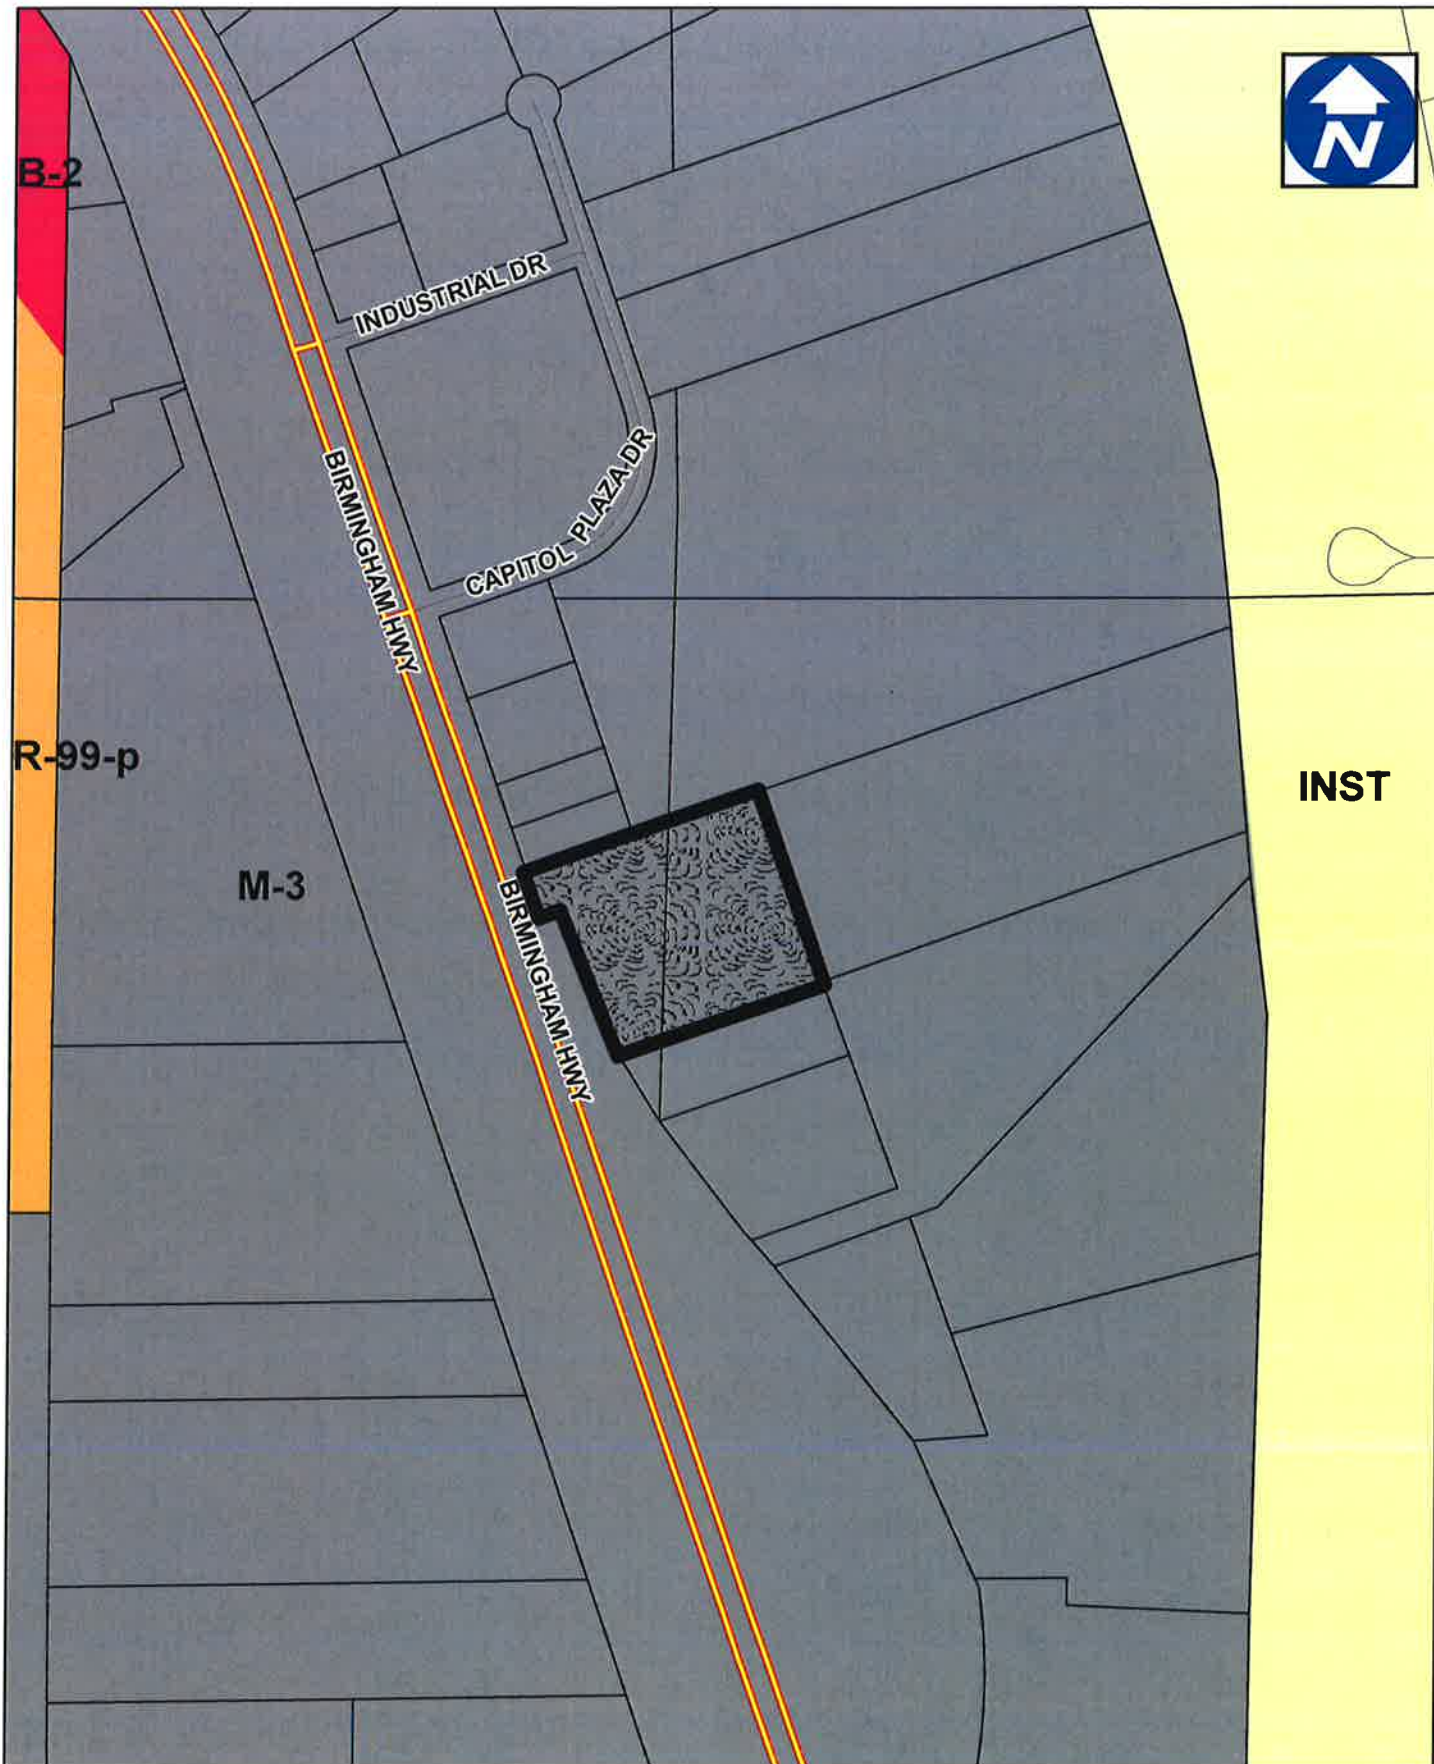 N
B-2
INDUSTRIAL DR
BIRMINGHAM HWY
CAPITOL PLAZA DR
R-99-p
INST
M-3
BIRMINGHAM HWY